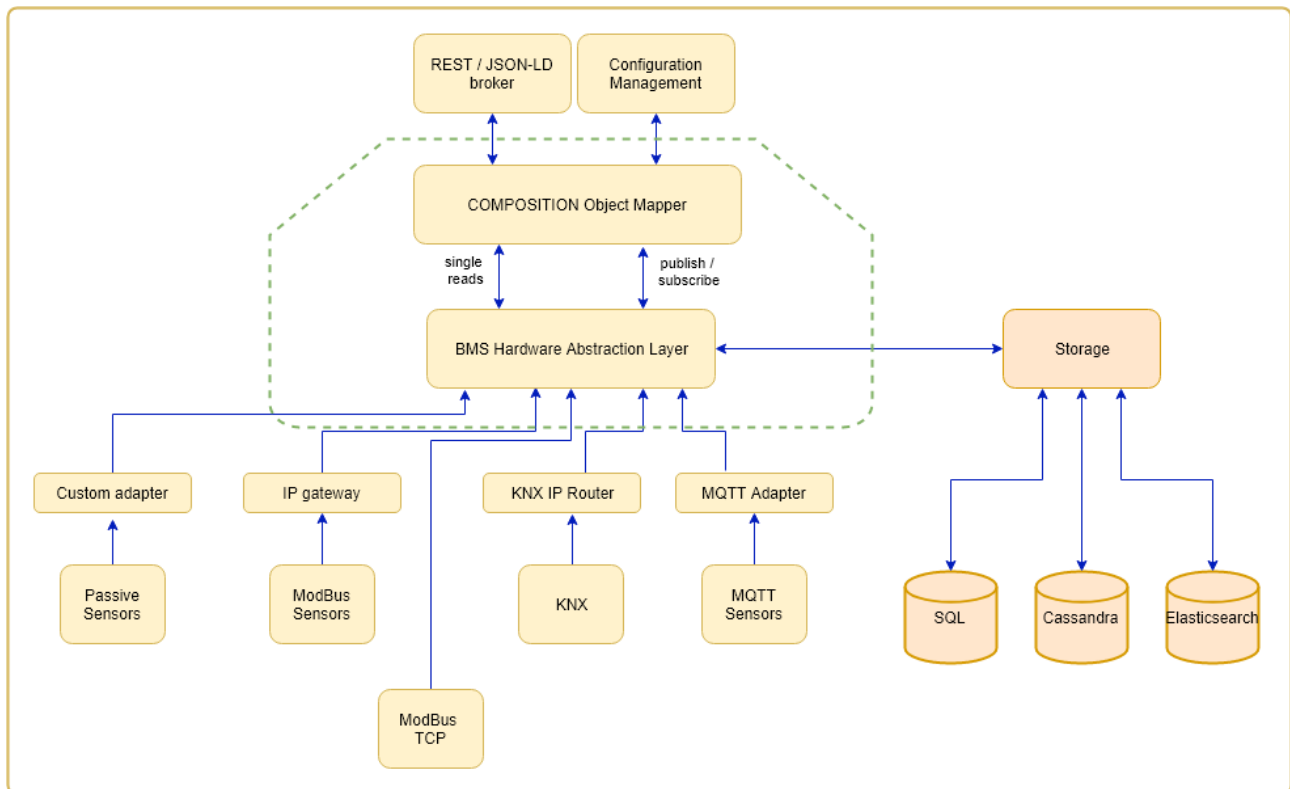 REST / JSON-LD
broker
Configuration
Management
COMPOSITION Object Mapper
single
reads
publish /
subscribe
BMS Hardware Abstraction Layer
Storage
Custom adapter
IP gateway
KNX IP Router
MQTT Adapter
Passive
Sensors
ModBus
Sensors
KNX
MQTT
Sensors
SQL
Cassandra
Elasticsearch
ModBus
TCP